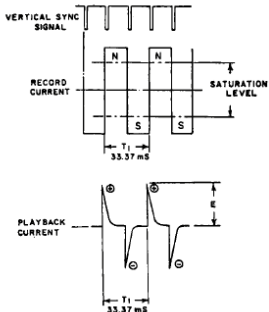 VERTICAL SYNC
SIGNAL
N
N
RECORD
CURRENT
SATURATION
LEVEL
S
S
T1
33.37 mS
+
+
E
PLAYBACK
CURRENT
−
−
T1
33.37 mS